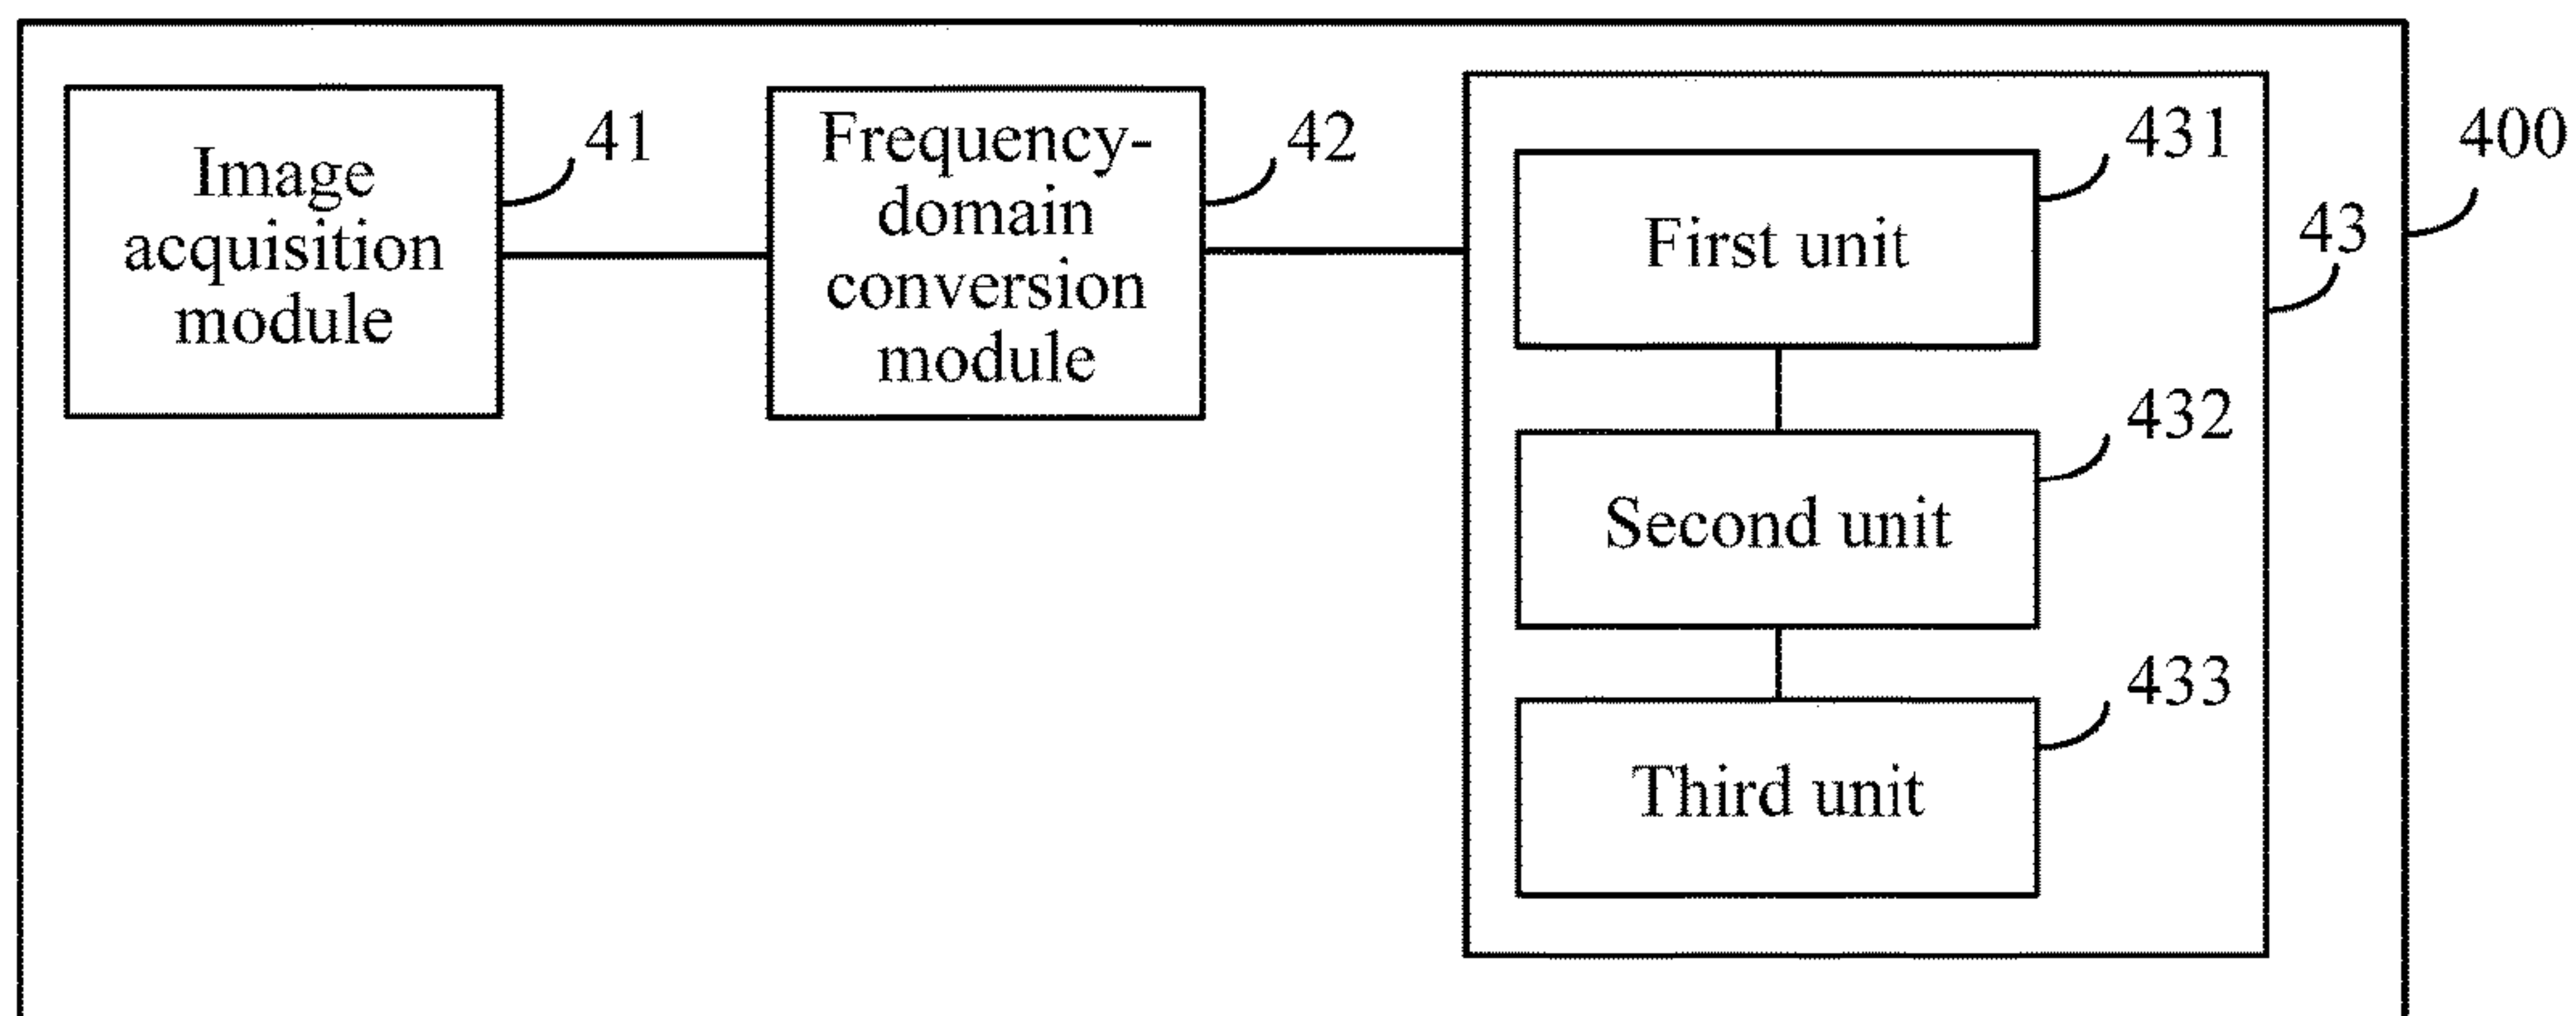 Image
acquisition
module
41
Frequency-
domain
conversion
module
42
First unit
431
Second unit
432
Third unit
433
43
400